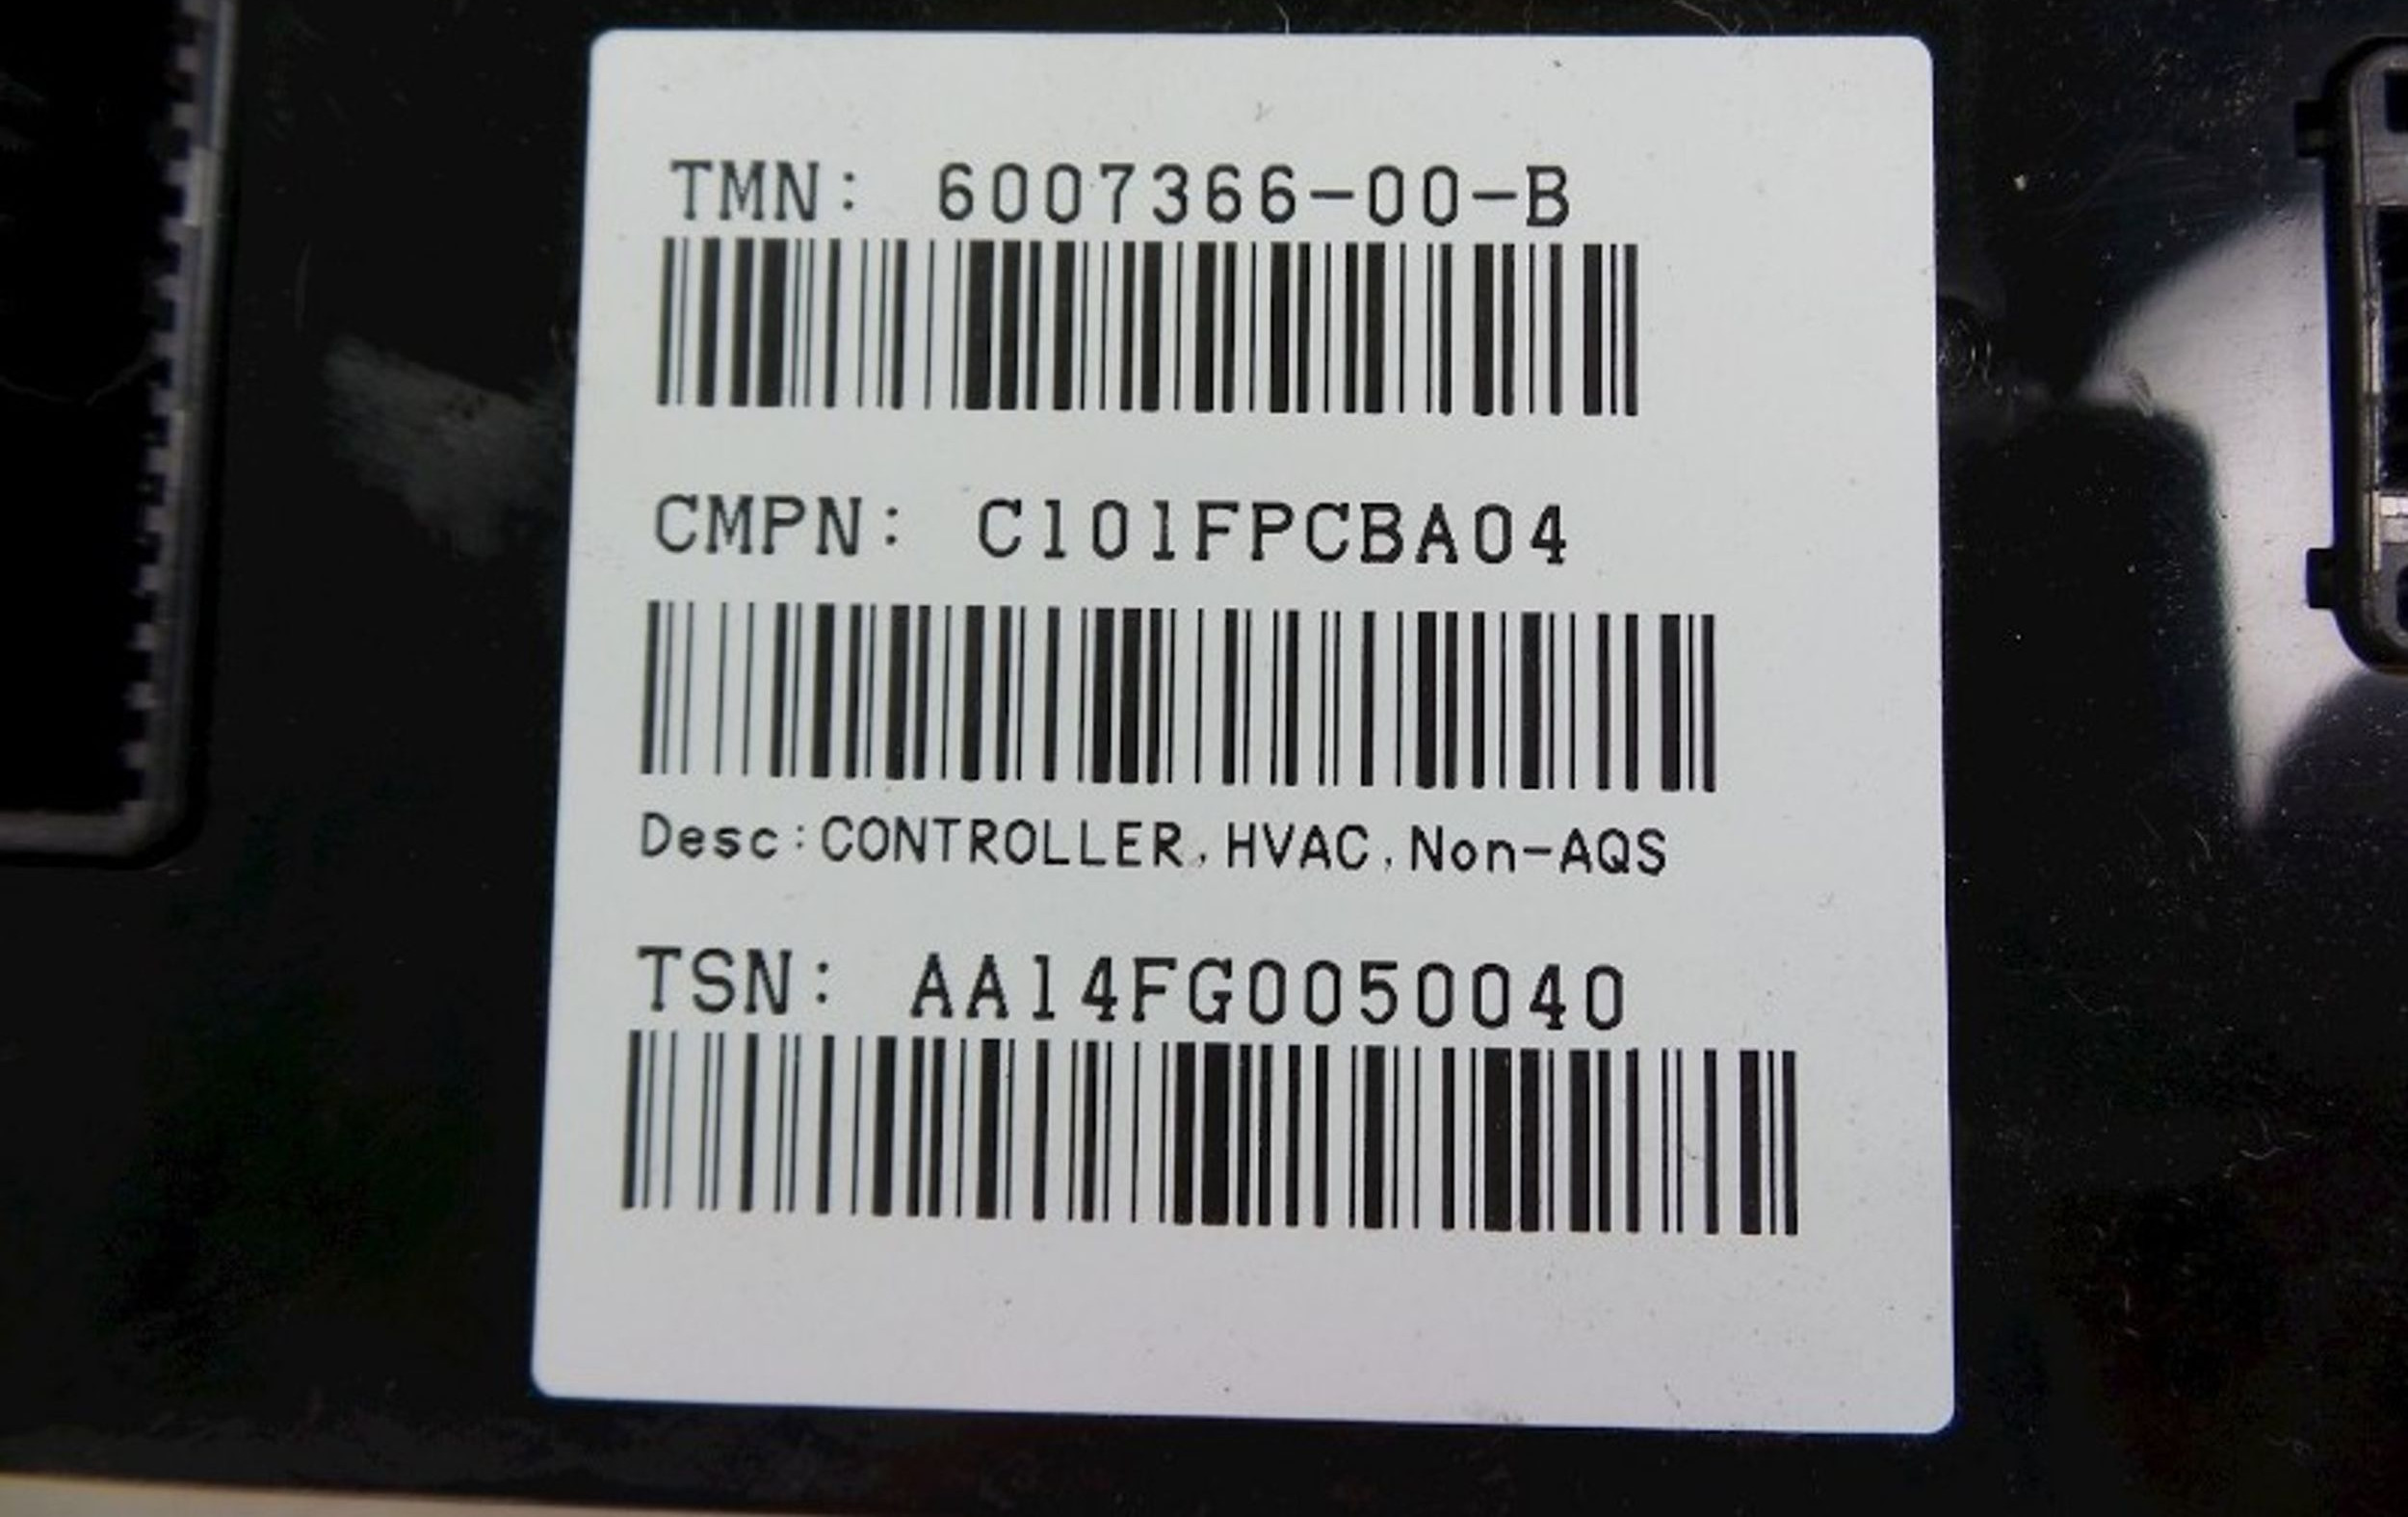 TMN: 6007366-00-B
CMPN: C101FPCBA04
Desc:CONTROLLER,HVAC,Non-AQS
TSN: AA14FG0050040